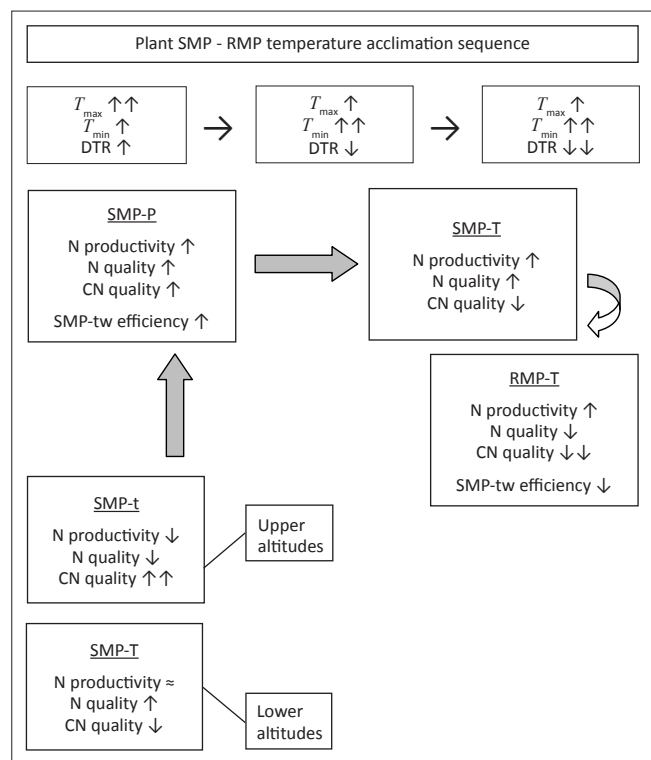 Plant SMP - RMP temperature acclimation sequence
Tmax ↑↑
Tmin ↑
DTR ↑
→
Tmax ↑
Tmin ↑↑
DTR ↓
→
Tmax ↑
Tmin ↑↑
DTR ↓↓
SMP-P
N productivity ↑
N quality ↑
CN quality ↑
SMP-tw efficiency ↑
SMP-T
N productivity ↑
N quality ↑
CN quality ↓
RMP-T
N productivity ↑
N quality ↓
CN quality ↓↓
SMP-tw efficiency ↓
SMP-t
N productivity ↓
N quality ↓
CN quality ↑↑
Upper
altitudes
SMP-T
N productivity ≈
N quality ↑
CN quality ↓
Lower
altitudes